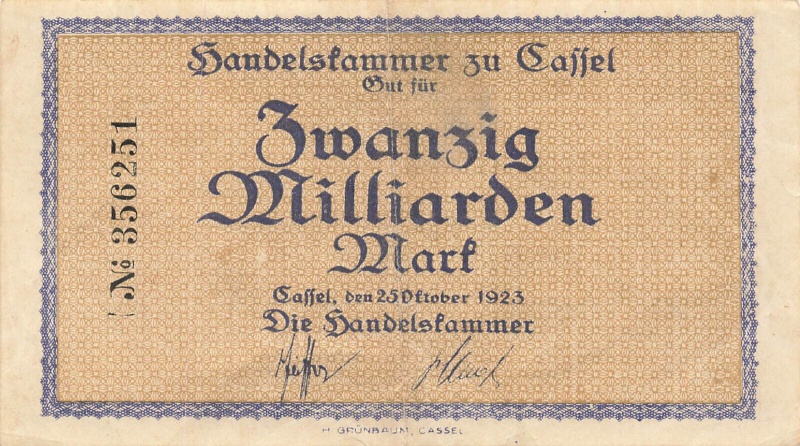 Handelskammer zu Cassel
Gut für
Zwanzig
Milliarden
Mark
Cassel, den 25 Oktober 1923
Die Handelskammer
№ 356251
H. GRÜNBAUM, CASSEL